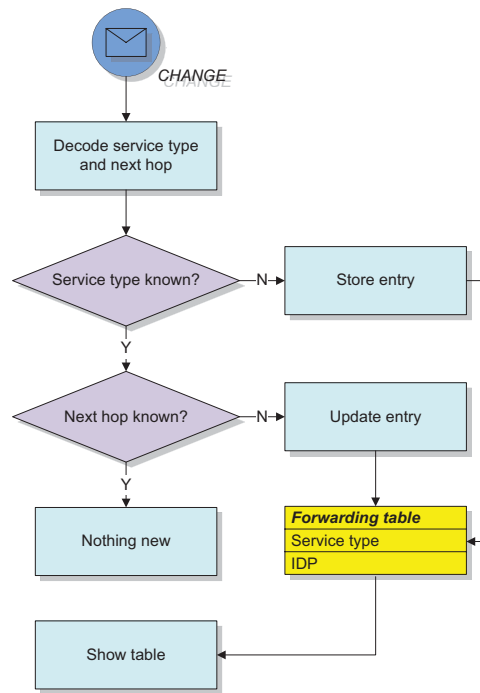 CHANGE
Decode service type
and next hop
Service type known?
N
Store entry
Y
Next hop known?
N
Update entry
Y
Nothing new
Forwarding table
Service type
IDP
Show table